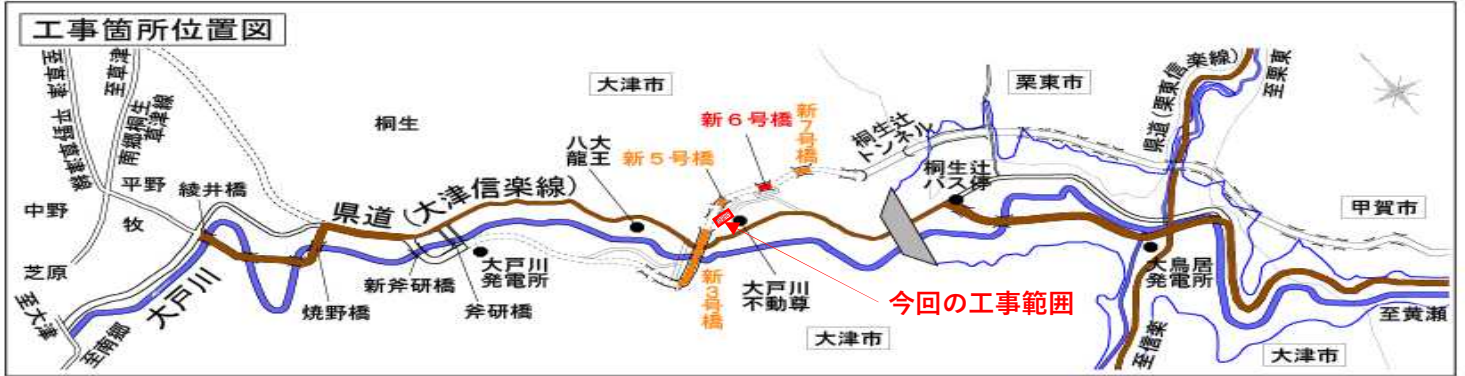 工事箇所位置図
至草津 平野草津線
南郷桐生草津線
至草津
中野
平野
牧
芝原
至大津
至南郷
綾井橋
大戸川
焼野橋
桐生
県道（大津信楽線）
新斧研橋
斧研橋
大戸川
発電所
八大
龍王
大津市
新５号橋
新６号橋
新７号橋
新３号橋
大戸川
不動尊
今回の工事範囲
大津市
桐生辻
トンネル
桐生辻
バス停
栗東市
県道（栗東信楽線）
至栗東
甲賀市
大鳥居
発電所
至信楽
大津市
至黄瀬